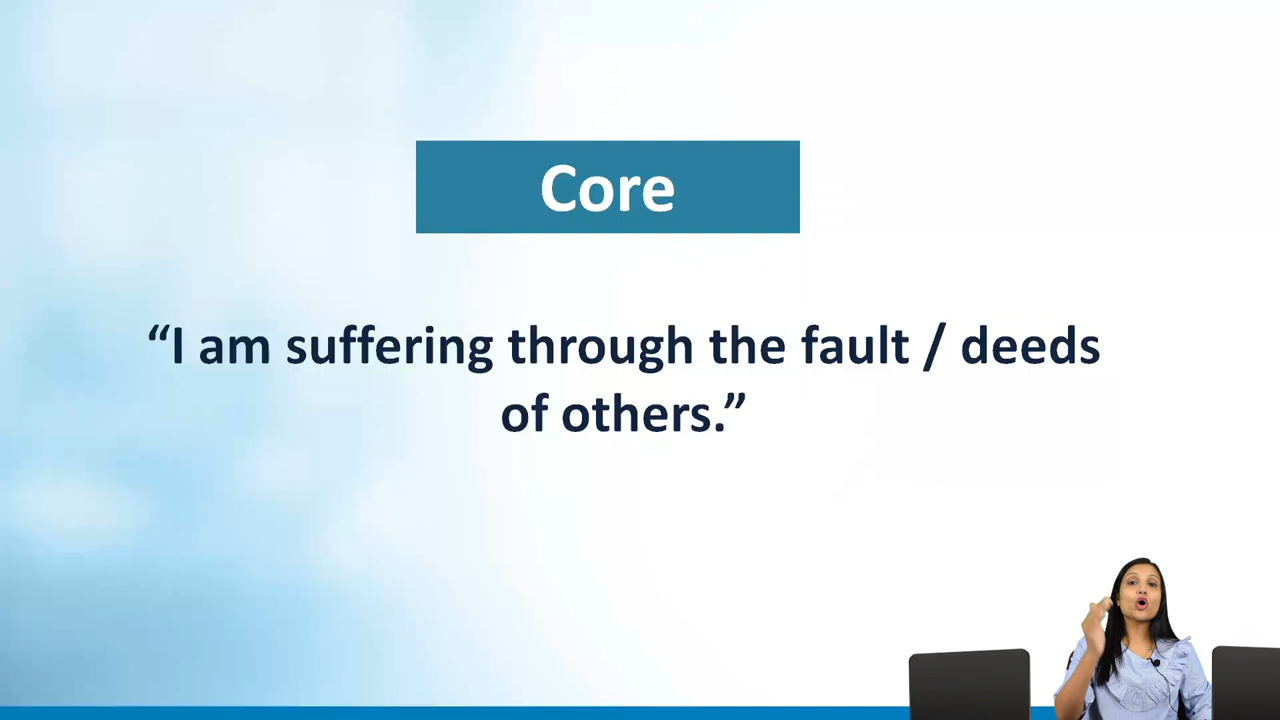 Core
“I am suffering through the fault / deeds
of others.”